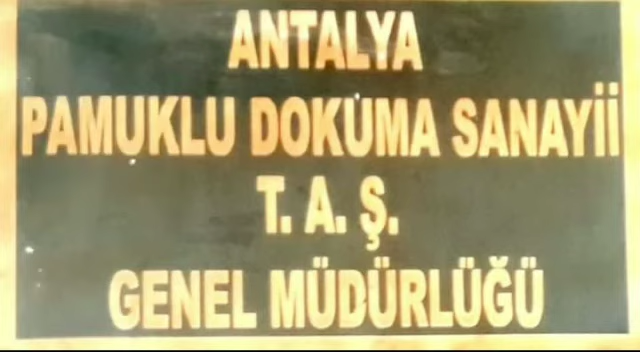 ANTALYA
PAMUKLU DOKUMA SANAYİİ
T. A. Ş.
GENEL MÜDÜRLÜĞÜ